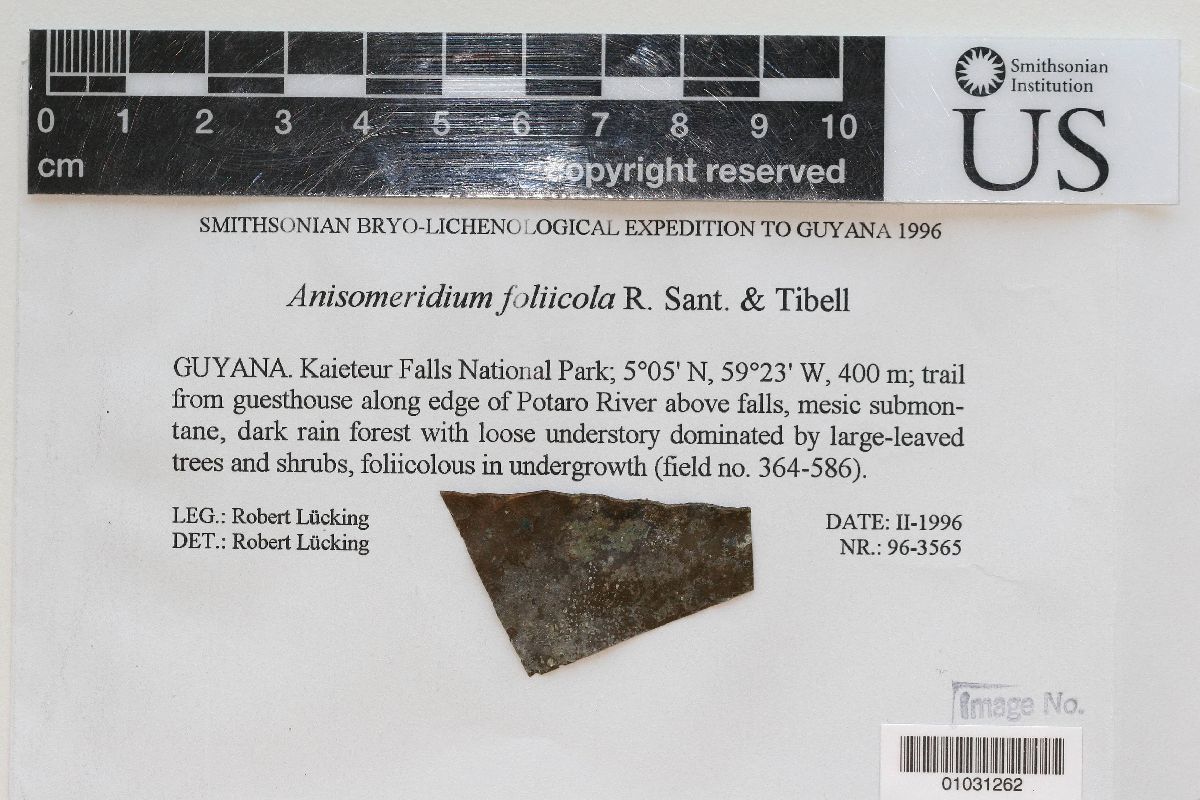 0 1 2 3 4 5 6 7 8 9 10
cm
copyright reserved
Smithsonian
Institution
US
SMITHSONIAN BRYO-LICHENOLOGICAL EXPEDITION TO GUYANA 1996
Anisomeridium foliicola R. Sant. & Tibell
GUYANA. Kaieteur Falls National Park; 5°05' N, 59°23' W, 400 m; trail
from guesthouse along edge of Potaro River above falls, mesic submon-
tane, dark rain forest with loose understory dominated by large-leaved
trees and shrubs, foliicolous in undergrowth (field no. 364-586).
LEG.: Robert Lücking
DET.: Robert Lücking
DATE: II-1996
NR.: 96-3565
Image No.
01031262